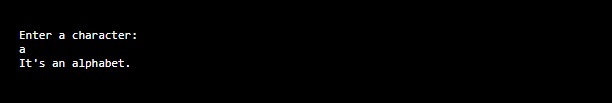 Enter a character:
a
It's an alphabet.